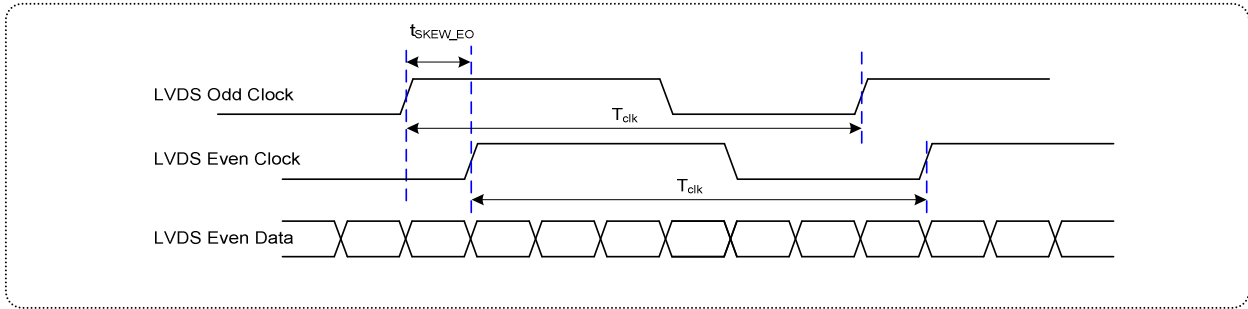 tSKEW_EO
LVDS Odd Clock
Tclk
LVDS Even Clock
Tclk
LVDS Even Data